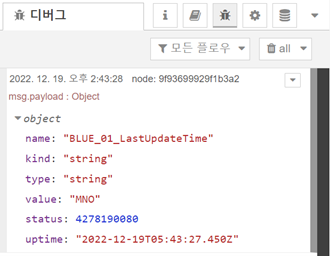 디버그
모든 플로우
all
2022. 12. 19. 오후 2:43:28 node: 9f93699929f1b3a2
msg.payload : Object
object
name: "BLUE_01_LastUpdateTime"
kind: "string"
type: "string"
value: "MNO"
status: 4278190080
uptime: "2022-12-19T05:43:27.450Z"